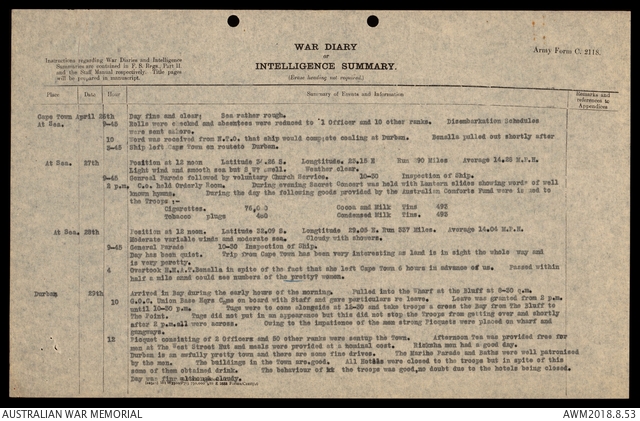 WAR DIARY
or
INTELLIGENCE SUMMARY.
(Erase heading not required.)
Army Form C. 2118.
Instructions regarding War Diaries and Intelligence
Summaries are contained in F. S. Regs., Part II.
and the Staff Manual respectively. Title pages
will be prepared in manuscript.
Place Date Hour Summary of Events and Information Remarks and references to Appendices
Cape Town April 26th Day fine and clear; Sea rather rough.
At Sea. 9-45 Rolls were checked and absentees were reduced to 1 Officer and 15 other ranks. Disembarkation Schedules
were sent ashore.
10 Word was received from N.T.O. that ship would complete coaling at Durban. Benalla pulled out shortly after
Ship left Cape Town en route to Durban.
At Sea. 27th Position at 12 noon Latitude S. Longitude. E. Run 290 Miles Average 14.25 M.P.H.
Light wind and smooth sea but swell. Weather clear.
9-45 General Parade followed by voluntary Church Service. 10-30 Inspection of Ship.
2 p.m. C.o. held Orderly Room. During evening Sacred Concert was held with Lantern slides showing words of well
known hymns. During the day the following goods provided by the Australian Comforts Fund were issued to
the Troops :-
Cigarettes. Cocoa and Milk Tins 493
Tobacco plugs 480 Condensed Milk Tins. 493
At Sea 28th Position at 12 noon. Latitude 32.09 S. Longitude 29.05 E. Run 337 Miles. Average 14.04 M.P.H.
Moderate variable winds and moderate sea. Cloudy with showers.
9-45 General Parade 10-00 Inspection of Ship.
Day has been quiet. Trip from Cape Town has been very interesting as land is in sight the whole way and
is very pretty.
4 Overtook H.M.A.T. Benalla in spite of the fact that she left Cape Town 6 hours in advance of us. Passed within
half a mile and could see numbers of the pretty? women.
Durban 29th Arrived in Bay during the early hours of the morning. Pulled into the Wharf at the Bluff at 8-30 a.m.
10 G.O.C. Union Base Hqrs Came on board with Staff and gave particulars re leave. Leave was granted from 2 p.m.
until 10-30 p.m. Tugs were to come alongside at 12-30 and take troops a cross the Bay from The Bluff to
The Point. Tugs did not put in an appearance but this did not stop the Troops from getting over and shortly
after 2 p.m. all were across. Owing to the impatience of the men strong Picquets were placed on wharf and
gangways.
12 Picquet consisting of 2 Officers and 50 other ranks were sent up the Town. Afternoon Tea was provided free for
men at The West Street Hut and meals were provided at a nominal cost. Ricksha men had a good day.
Durban is an awfully pretty town and there are some fine drives. The Marine Parade and Baths were well patronised
by the men. The buildings in the Town are good. All Hotels were closed to the troops but in spite of this
some of them obtained drink. The behaviour of the troops was good, no doubt due to the hotels being closed.
Day was fine although cloudy.
AUSTRALIAN WAR MEMORIAL
AWM2018.8.53